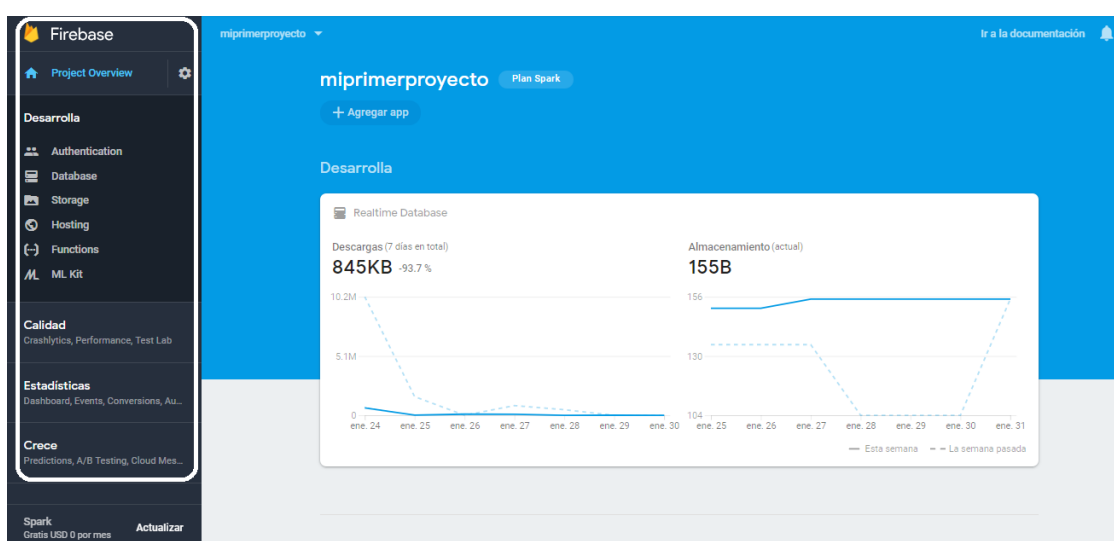 Firebase
Project Overview
Desarrolla
Authentication
Database
Storage
Hosting
Functions
ML Kit
Calidad
Crashlytics, Performance, Test Lab
Estadísticas
Dashboard, Events, Conversions, Au...
Crece
Predictions, A/B Testing, Cloud Mes...
Spark
Gratis USD 0 por mes
Actualizar
miprimerproyecto
Ir a la documentación
miprimerproyecto Plan Spark
+ Agregar app
Desarrolla
Realtime Database
Descargas (7 días en total)
845KB -93.7 %
10.2M
5.1M
0
ene. 24 ene. 25 ene. 26 ene. 27 ene. 28 ene. 29 ene. 30
Almacenamiento (actual)
155B
156
130
104
ene. 25 ene. 26 ene. 27 ene. 28 ene. 29 ene. 30 ene. 31
Esta semana La semana pasada